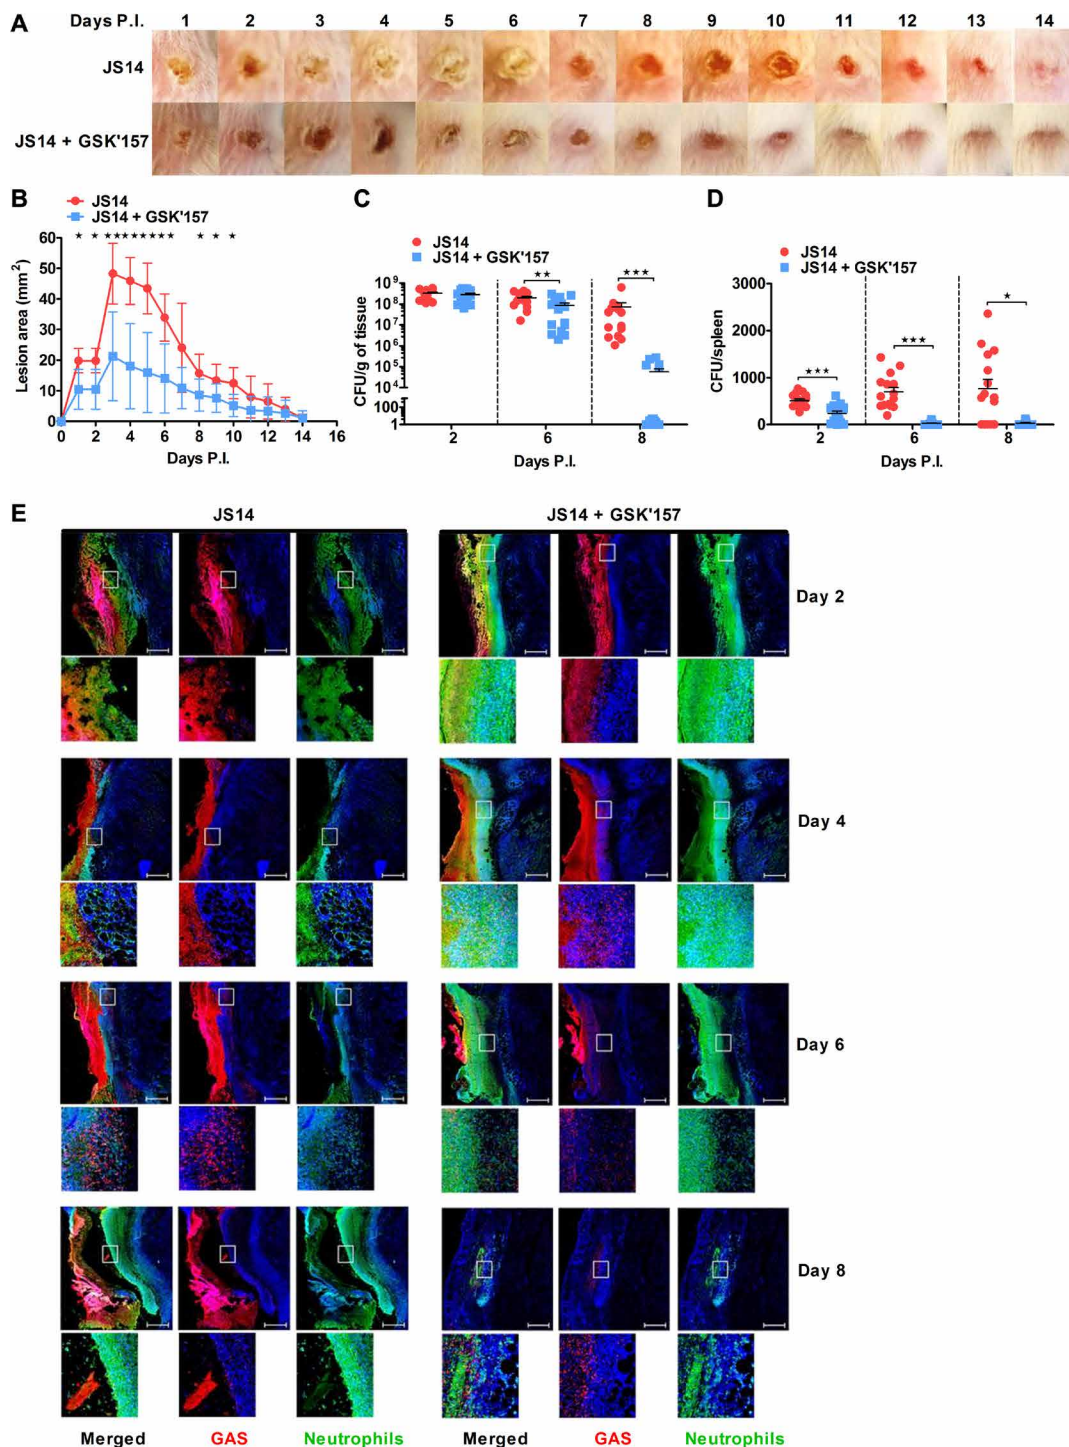 A Days P.I. 1 2 3 4 5 6 7 8 9 10 11 12 13 14
JS14
JS14 + GSK'157
B
JS14
JS14 + GSK'157
★ ★ ★★★★★★★★ ★ ★ ★
Lesion area (mm²)
60
50
40
30
20
10
0
0 2 4 6 8 10 12 14 16
Days P.I.
C
JS14
JS14 + GSK'157
★★ ★★★
CFU/g of tissue
10⁹
10⁸
10⁷
10⁶
10⁵
10⁴
100
1
2 6 8
Days P.I.
D
JS14
JS14 + GSK'157
★★★ ★★★ ★
CFU/spleen
3000
2000
1000
0
2 6 8
Days P.I.
E
JS14 JS14 + GSK'157
Day 2
Day 4
Day 6
Day 8
Merged GAS Neutrophils Merged GAS Neutrophils